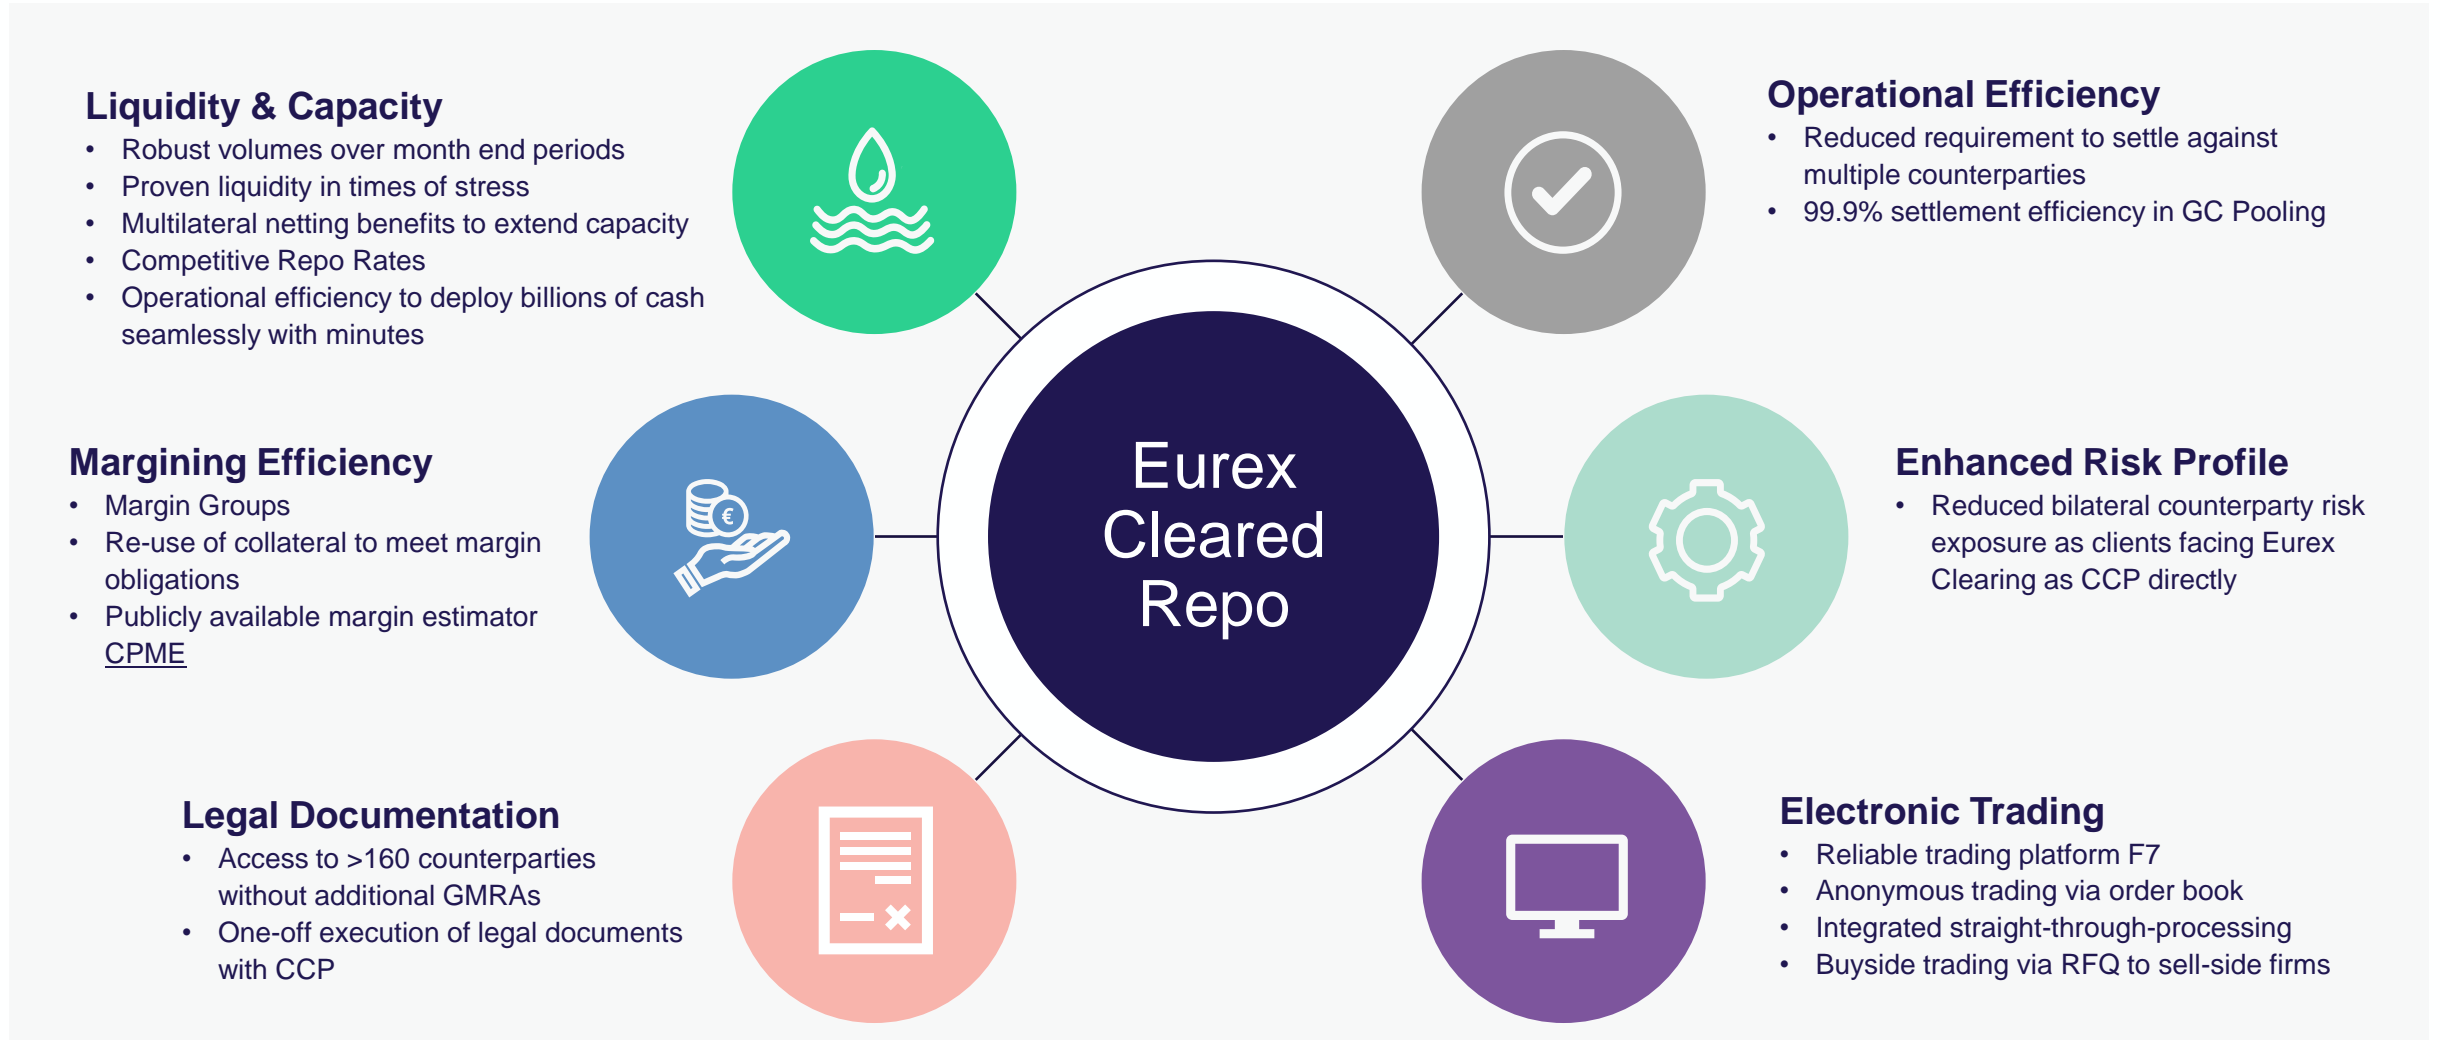 Liquidity & Capacity
• Robust volumes over month end periods
• Proven liquidity in times of stress
• Multilateral netting benefits to extend capacity
• Competitive Repo Rates
• Operational efficiency to deploy billions of cash
seamlessly with minutes
Margining Efficiency
• Margin Groups
• Re-use of collateral to meet margin
obligations
• Publicly available margin estimator
CPME
Legal Documentation
• Access to >160 counterparties
without additional GMRAs
• One-off execution of legal documents
with CCP
€
Eurex
Cleared
Repo
Operational Efficiency
• Reduced requirement to settle against
multiple counterparties
• 99.9% settlement efficiency in GC Pooling
Enhanced Risk Profile
• Reduced bilateral counterparty risk
exposure as clients facing Eurex
Clearing as CCP directly
Electronic Trading
• Reliable trading platform F7
• Anonymous trading via order book
• Integrated straight-through-processing
• Buyside trading via RFQ to sell-side firms